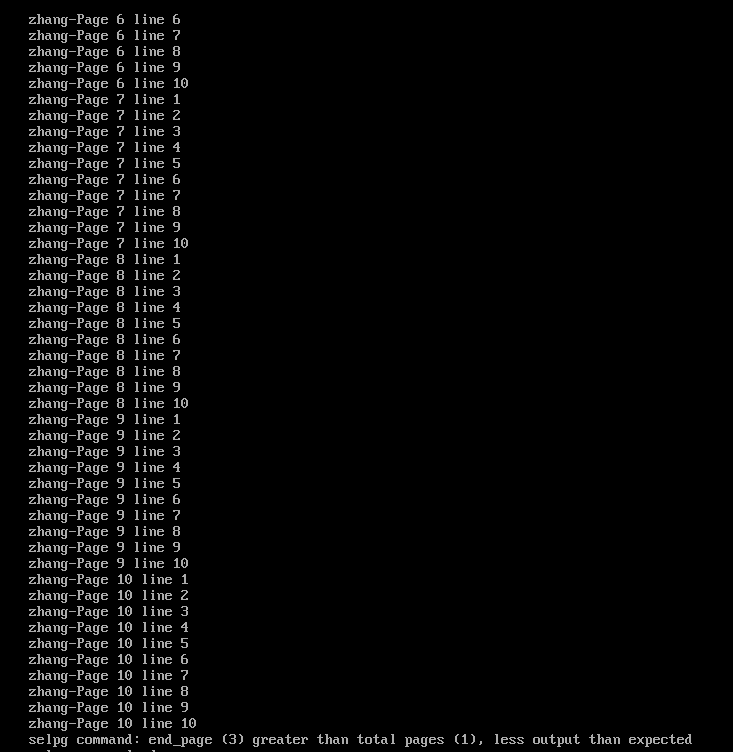 zhang-Page 6 line 6
zhang-Page 6 line 7
zhang-Page 6 line 8
zhang-Page 6 line 9
zhang-Page 6 line 10
zhang-Page 7 line 1
zhang-Page 7 line 2
zhang-Page 7 line 3
zhang-Page 7 line 4
zhang-Page 7 line 5
zhang-Page 7 line 6
zhang-Page 7 line 7
zhang-Page 7 line 8
zhang-Page 7 line 9
zhang-Page 7 line 10
zhang-Page 8 line 1
zhang-Page 8 line 2
zhang-Page 8 line 3
zhang-Page 8 line 4
zhang-Page 8 line 5
zhang-Page 8 line 6
zhang-Page 8 line 7
zhang-Page 8 line 8
zhang-Page 8 line 9
zhang-Page 8 line 10
zhang-Page 9 line 1
zhang-Page 9 line 2
zhang-Page 9 line 3
zhang-Page 9 line 4
zhang-Page 9 line 5
zhang-Page 9 line 6
zhang-Page 9 line 7
zhang-Page 9 line 8
zhang-Page 9 line 9
zhang-Page 9 line 10
zhang-Page 10 line 1
zhang-Page 10 line 2
zhang-Page 10 line 3
zhang-Page 10 line 4
zhang-Page 10 line 5
zhang-Page 10 line 6
zhang-Page 10 line 7
zhang-Page 10 line 8
zhang-Page 10 line 9
zhang-Page 10 line 10
selpg command: end_page (3) greater than total pages (1), less output than expected